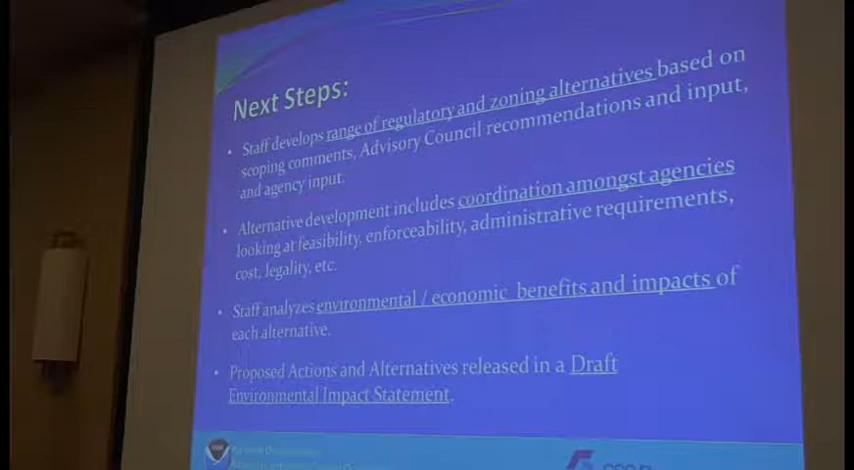 Next Steps:
• Staff develops range of regulatory and zoning alternatives based on
scoping comments, Advisory Council recommendations and input,
and agency input.
• Alternative development includes coordination amongst agencies
looking at feasibility, enforceability, administrative requirements,
cost, legality, etc.
• Staff analyzes environmental / economic benefits and impacts of
each alternative.
• Proposed Actions and Alternatives released in a Draft
Environmental Impact Statement.